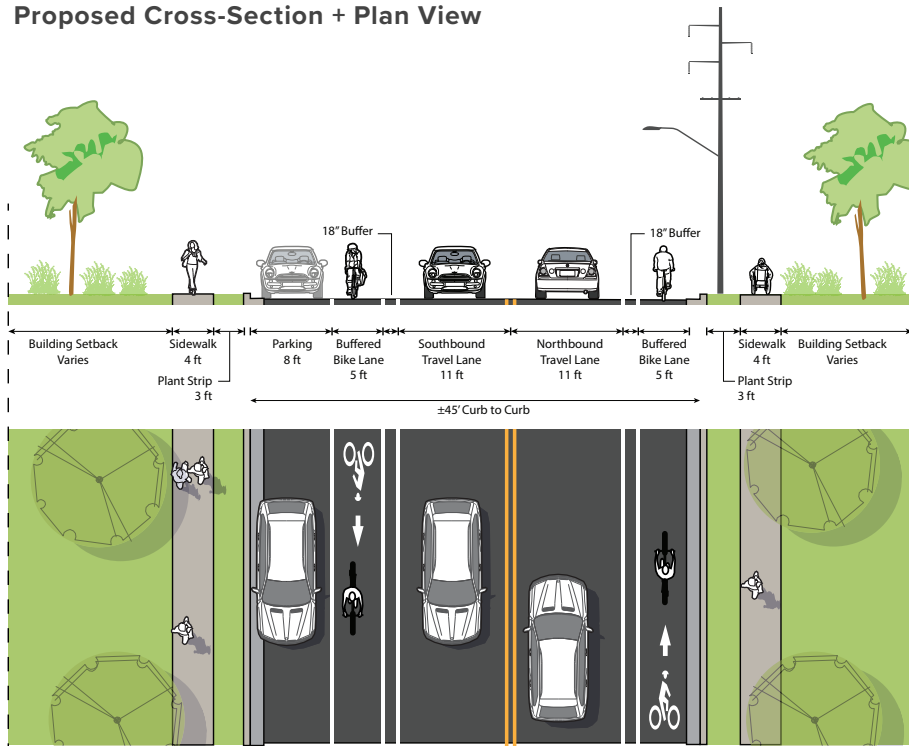 Proposed Cross-Section + Plan View
18" Buffer
18" Buffer
Building Setback
Varies
Sidewalk
4 ft
Plant Strip
3 ft
Parking
8 ft
Buffered
Bike Lane
5 ft
Southbound
Travel Lane
11 ft
Northbound
Travel Lane
11 ft
Buffered
Bike Lane
5 ft
Plant Strip
3 ft
Sidewalk
4 ft
Building Setback
Varies
±45' Curb to Curb